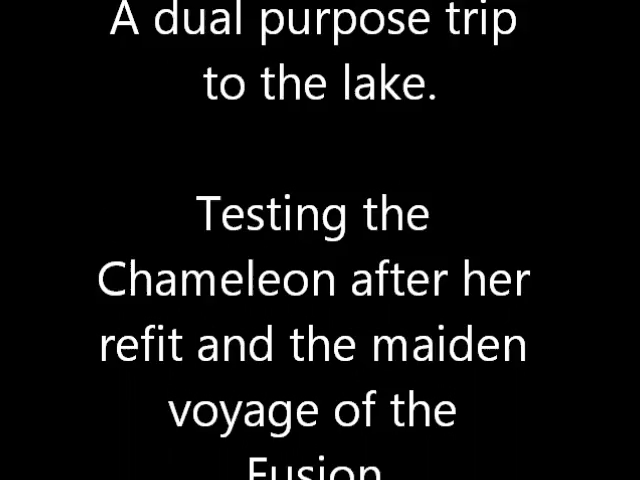 A dual purpose trip
to the lake.
Testing the
Chameleon after her
refit and the maiden
voyage of the
Fusion